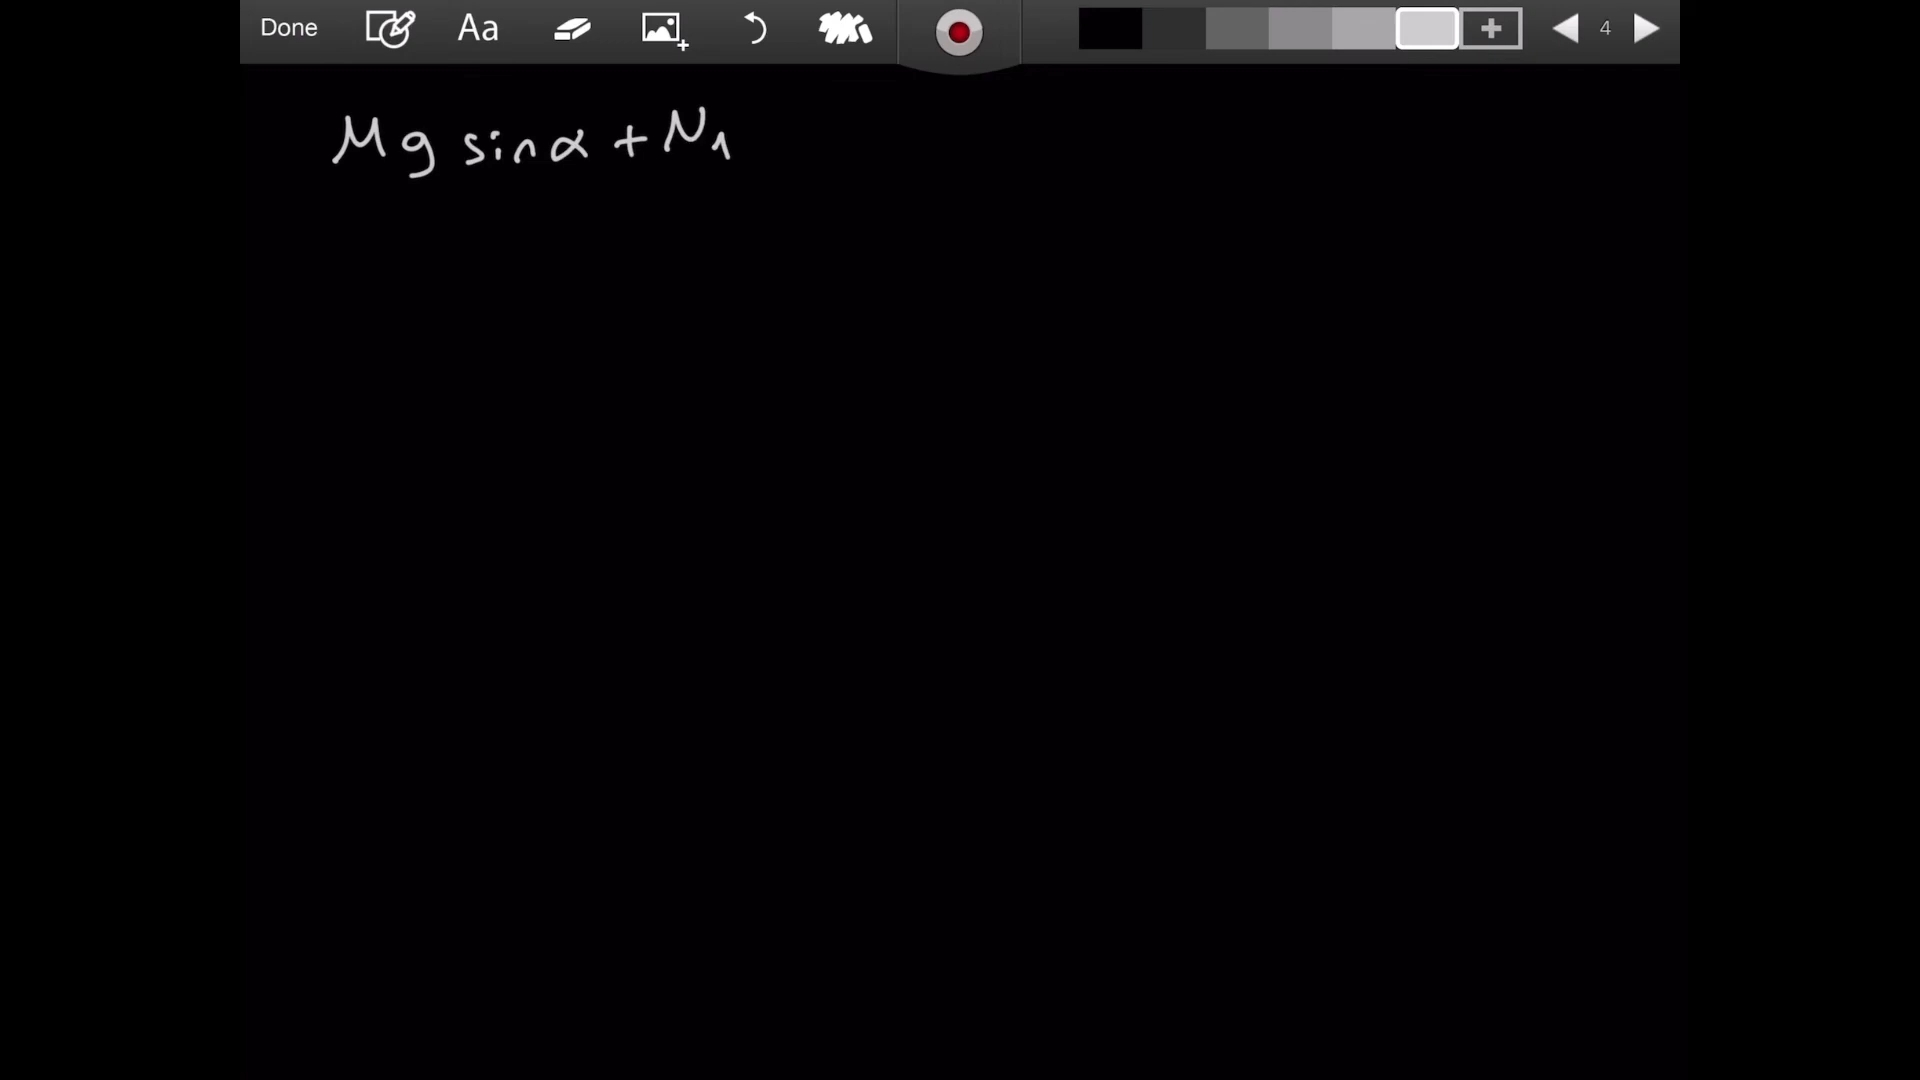 Done Aa 4
Mg sinα + N₁